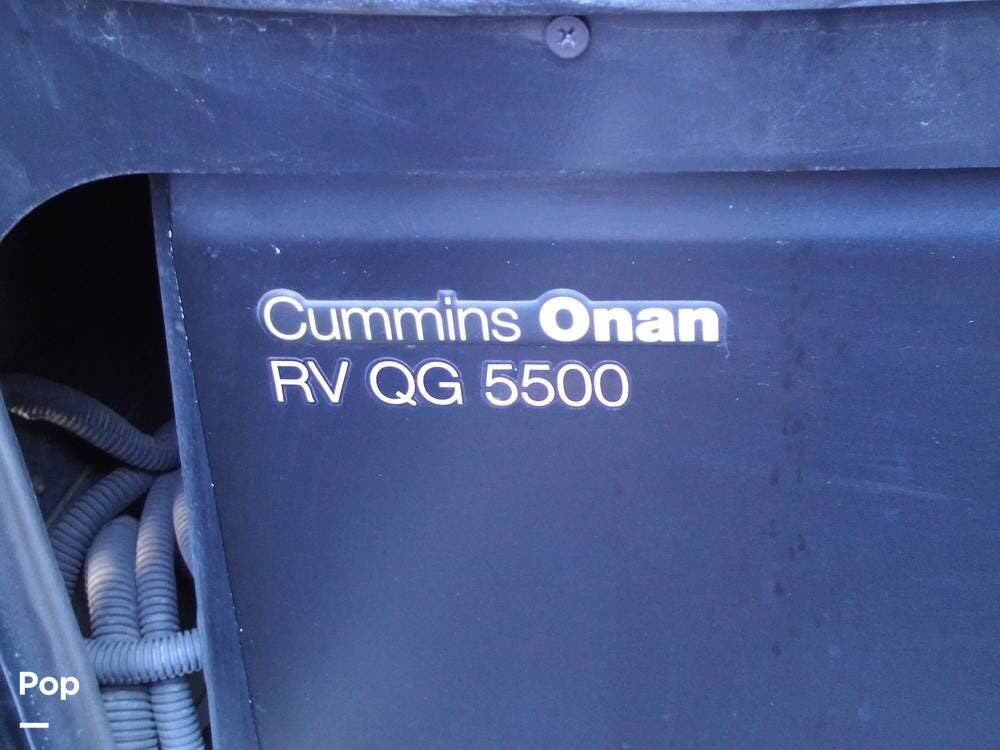 Cummins Onan
RV QG 5500
Pop